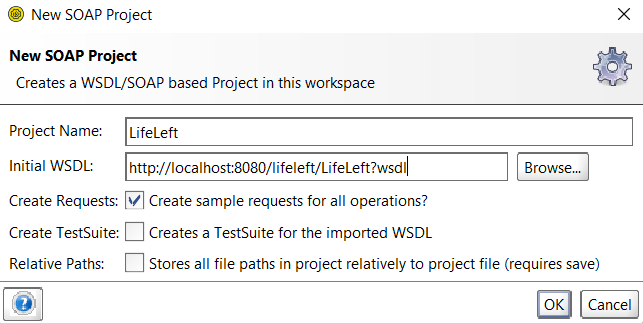 New SOAP Project
New SOAP Project
Creates a WSDL/SOAP based Project in this workspace
Project Name: LifeLeft
Initial WSDL: http://localhost:8080/lifeleft/LifeLeft?wsdl Browse...
Create Requests: Create sample requests for all operations?
Create TestSuite: Creates a TestSuite for the imported WSDL
Relative Paths: Stores all file paths in project relatively to project file (requires save)
? OK Cancel